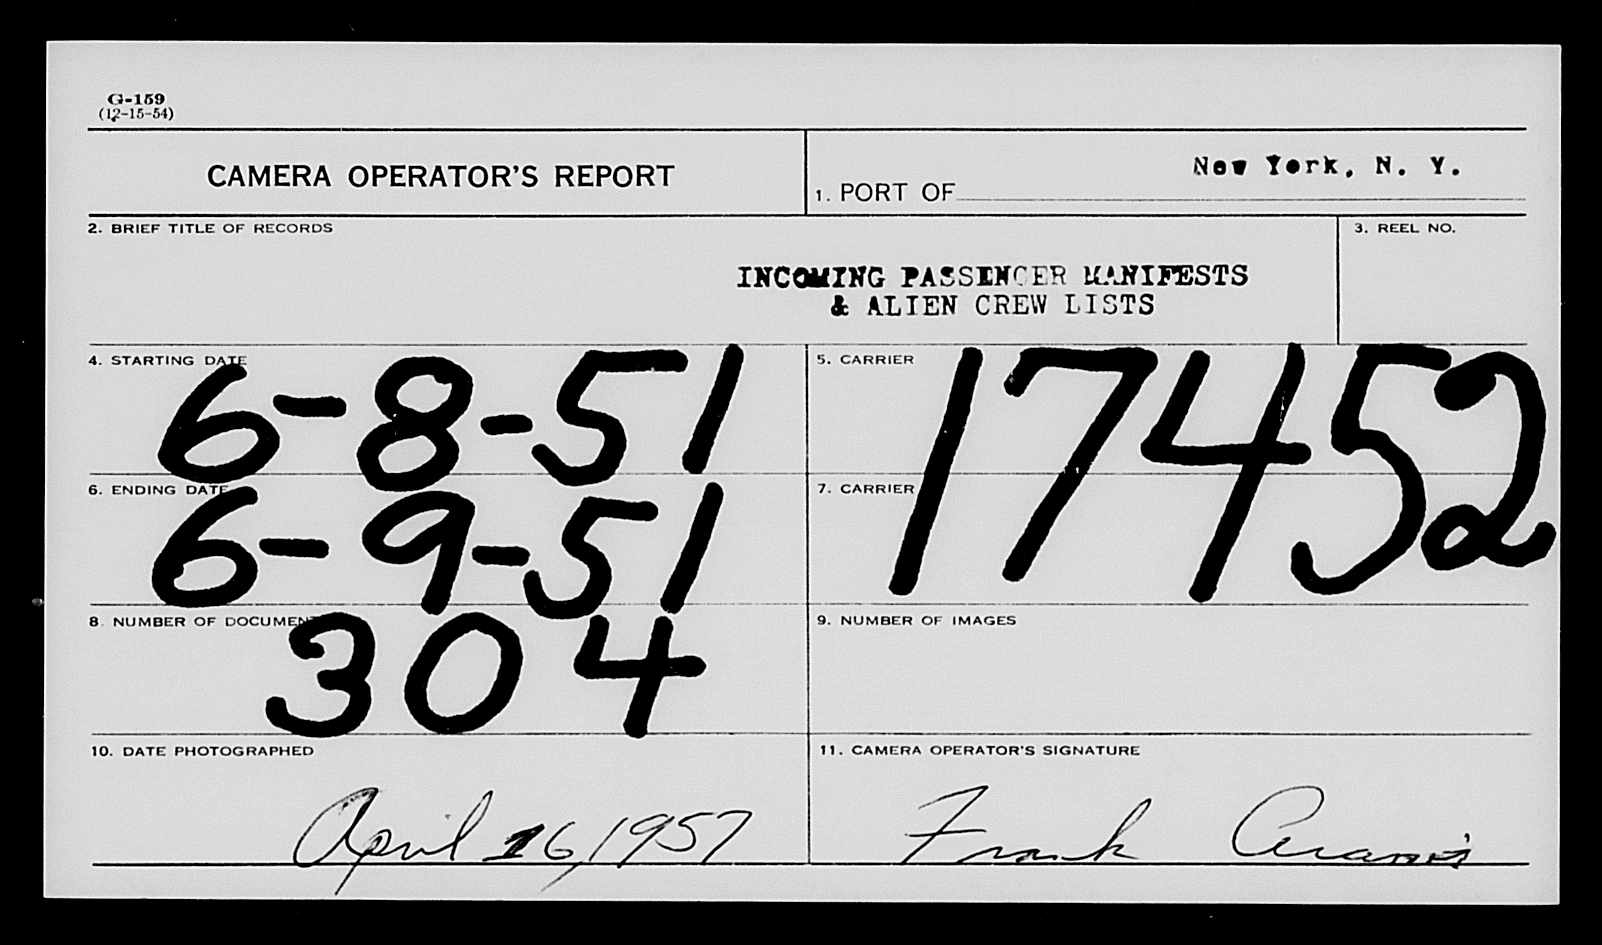 G-159
(12-15-54)
CAMERA OPERATOR'S REPORT
1. PORT OF New York, N. Y.
2. BRIEF TITLE OF RECORDS
3. REEL NO.
INCOMING PASSENGER MANIFESTS
& ALIEN CREW LISTS
4. STARTING DATE
6-8-51
5. CARRIER
17452
6. ENDING DATE
6-9-51
7. CARRIER
8. NUMBER OF DOCUMENTS
304
9. NUMBER OF IMAGES
10. DATE PHOTOGRAPHED
April 16, 1957
11. CAMERA OPERATOR'S SIGNATURE
Frank